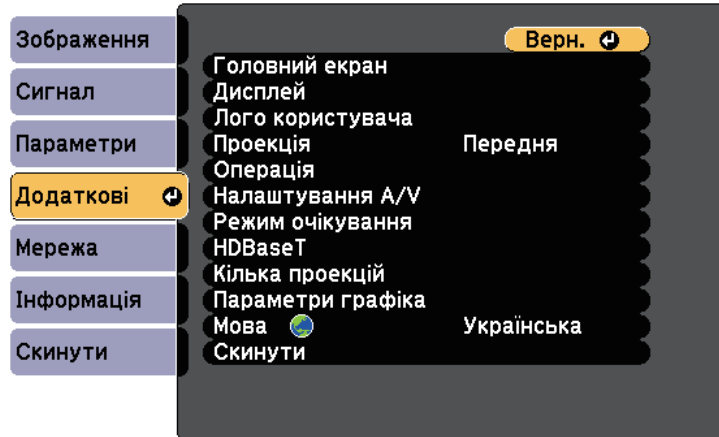 Зображення
Сигнал
Параметри
Додаткові
Мережа
Інформація
Скинути
Верн.
Головний екран
Дисплей
Лого користувача
Проекція Передня
Операція
Налаштування A/V
Режим очікування
HDBaseT
Кілька проекцій
Параметри графіка
Мова Українська
Скинути